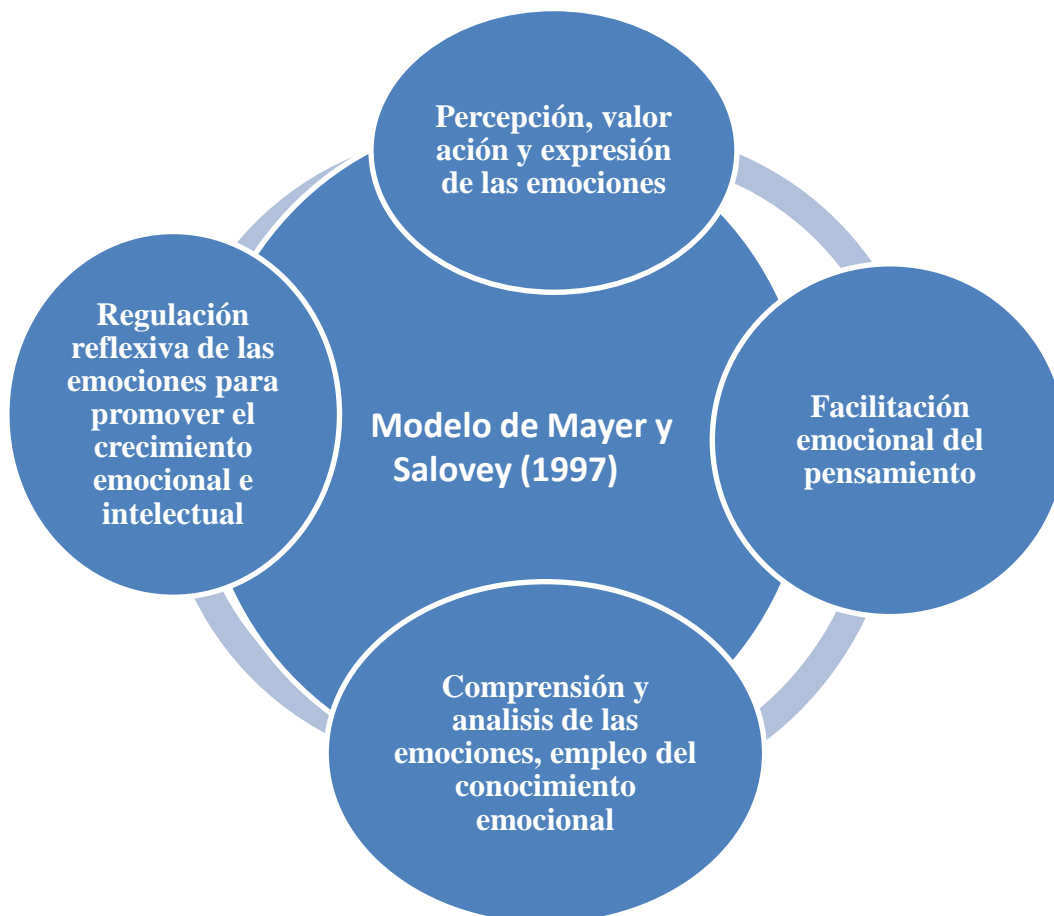 Percepción, valor
ación y expresión
de las emociones
Regulación
reflexiva de las
emociones para
promover el
crecimiento
emocional e
intelectual
Modelo de Mayer y
Salovey (1997)
Facilitación
emocional del
pensamiento
Comprensión y
analisis de las
emociones, empleo del
conocimiento
emocional